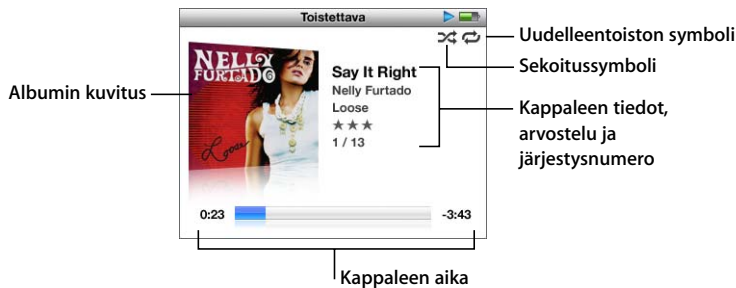 Toistettava
Uudelleentoiston symboli
Sekoitussymboli
Albumin kuvitus
NELLY
FURTADO
Loose
Say It Right
Nelly Furtado
Loose
★★★
1 / 13
Kappaleen tiedot,
arvostelu ja
järjestysnumero
0:23
-3:43
Kappaleen aika